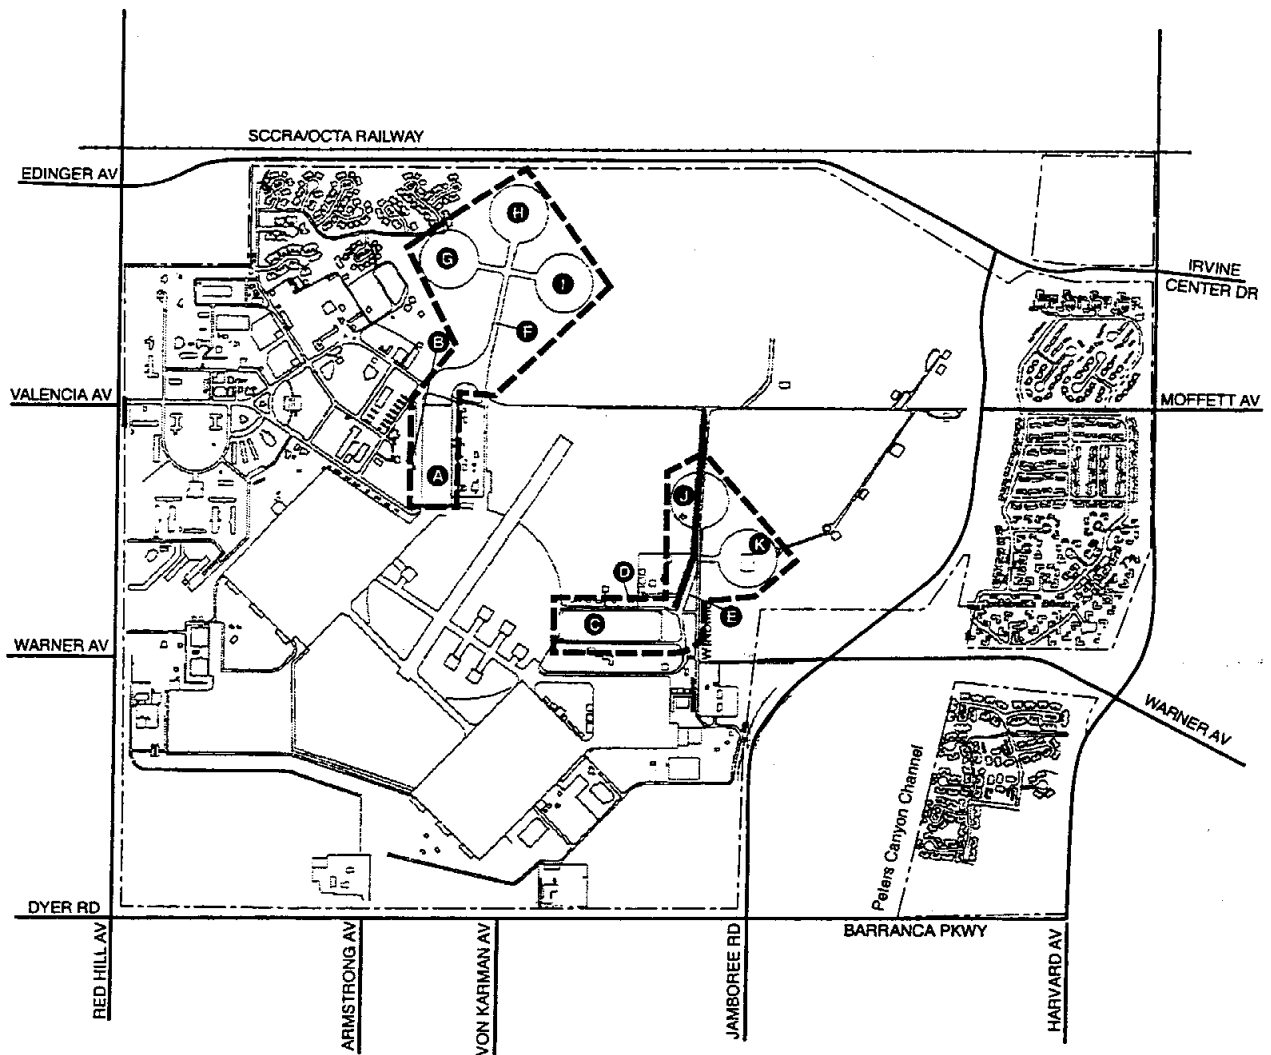 SCCRA/OCTA RAILWAY
EDINGER AV
H
G
I
IRVINE
CENTER DR
F
B
VALENCIA AV
MOFFETT AV
A
J
K
D
C
E
WARNER AV
WARNER AV
Peters Canyon Channel
DYER RD
BARRANCA PKWY
RED HILL AV
ARMSTRONG AV
VON KARMAN AV
JAMBOREE RD
HARVARD AV